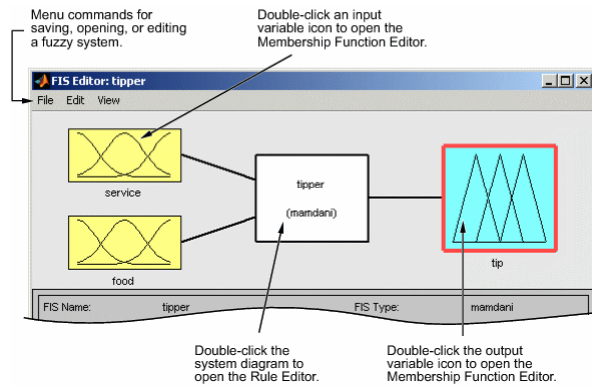 Menu commands for
saving, opening, or editing
a fuzzy system.
Double-click an input
variable icon to open the
Membership Function Editor.
FIS Editor: tipper
File Edit View
service
food
tipper
(mamdani)
tip
FIS Name: tipper FIS Type: mamdani
Double-click the
system diagram to
open the Rule Editor.
Double-click the output
variable icon to open the
Membership Function Editor.